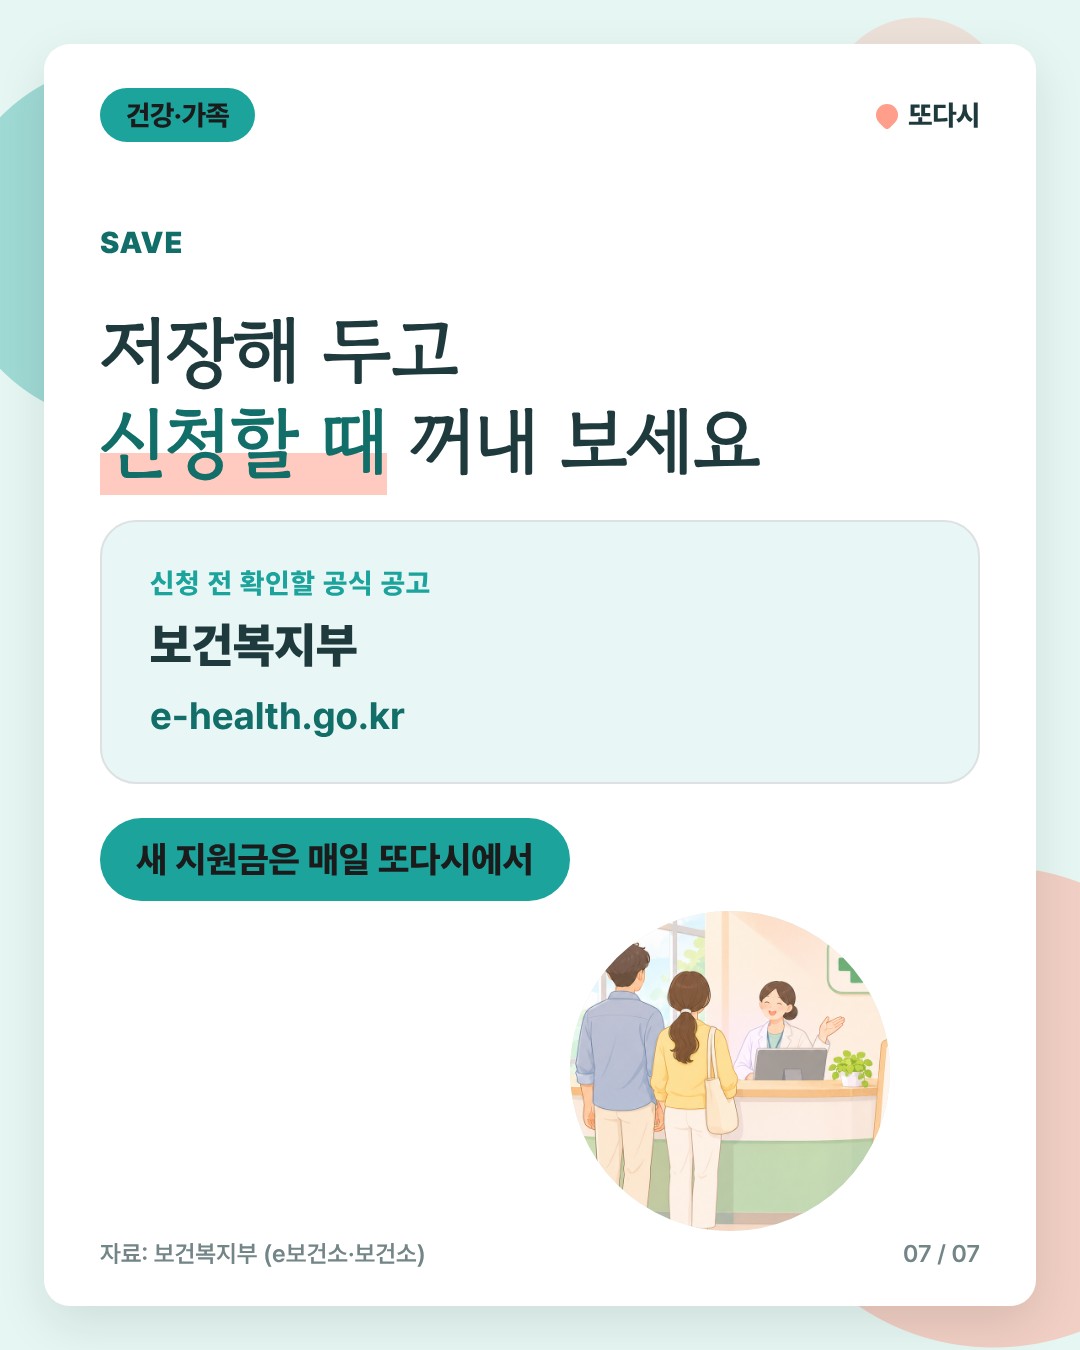 건강·가족
또다시
SAVE
저장해 두고
신청할 때 꺼내 보세요
신청 전 확인할 공식 공고
보건복지부
e-health.go.kr
새 지원금은 매일 또다시에서
자료: 보건복지부 (e보건소·보건소)
07 / 07